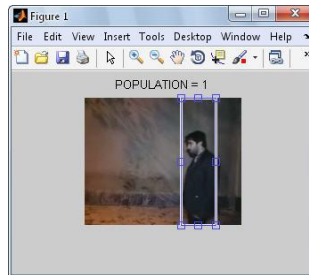 Figure 1
File Edit View Insert Tools Desktop Window Help
POPULATION = 1